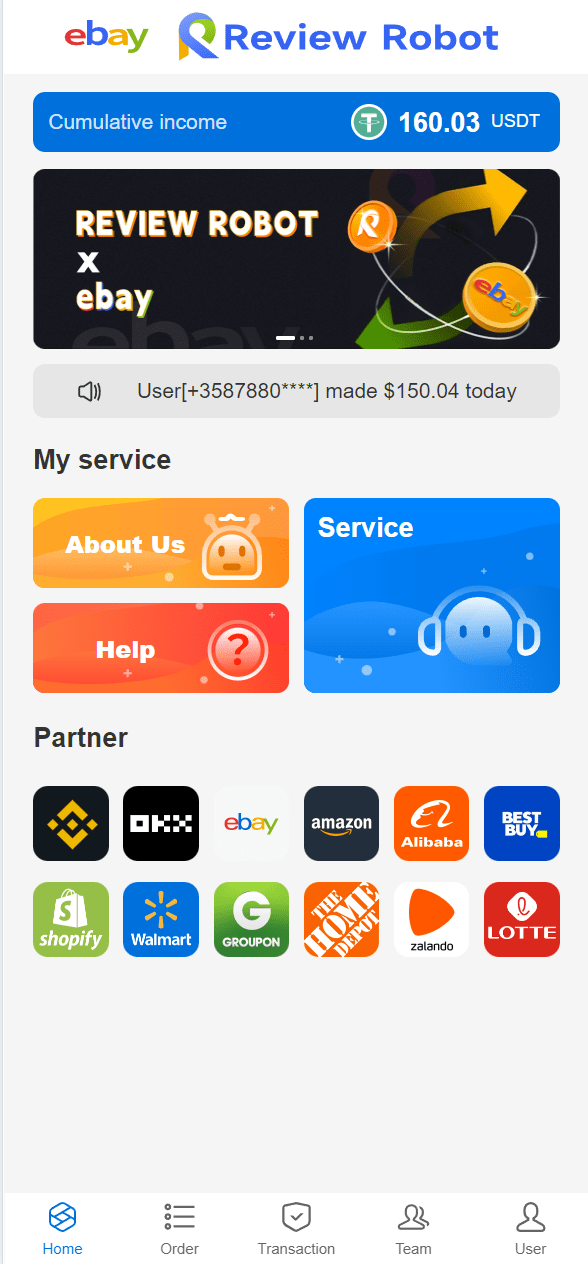 ebay Review Robot
Cumulative income 160.03 USDT
REVIEW ROBOT
X
ebay
ebay
User[+3587880****] made $150.04 today
My service
About Us
Service
Help
?
Partner
OKX
ebay
amazon
Alibaba
BEST
BUY
shopify
Walmart
GROUPON
THE
HOME
DEPOT
zalando
LOTTE
Home Order Transaction Team User